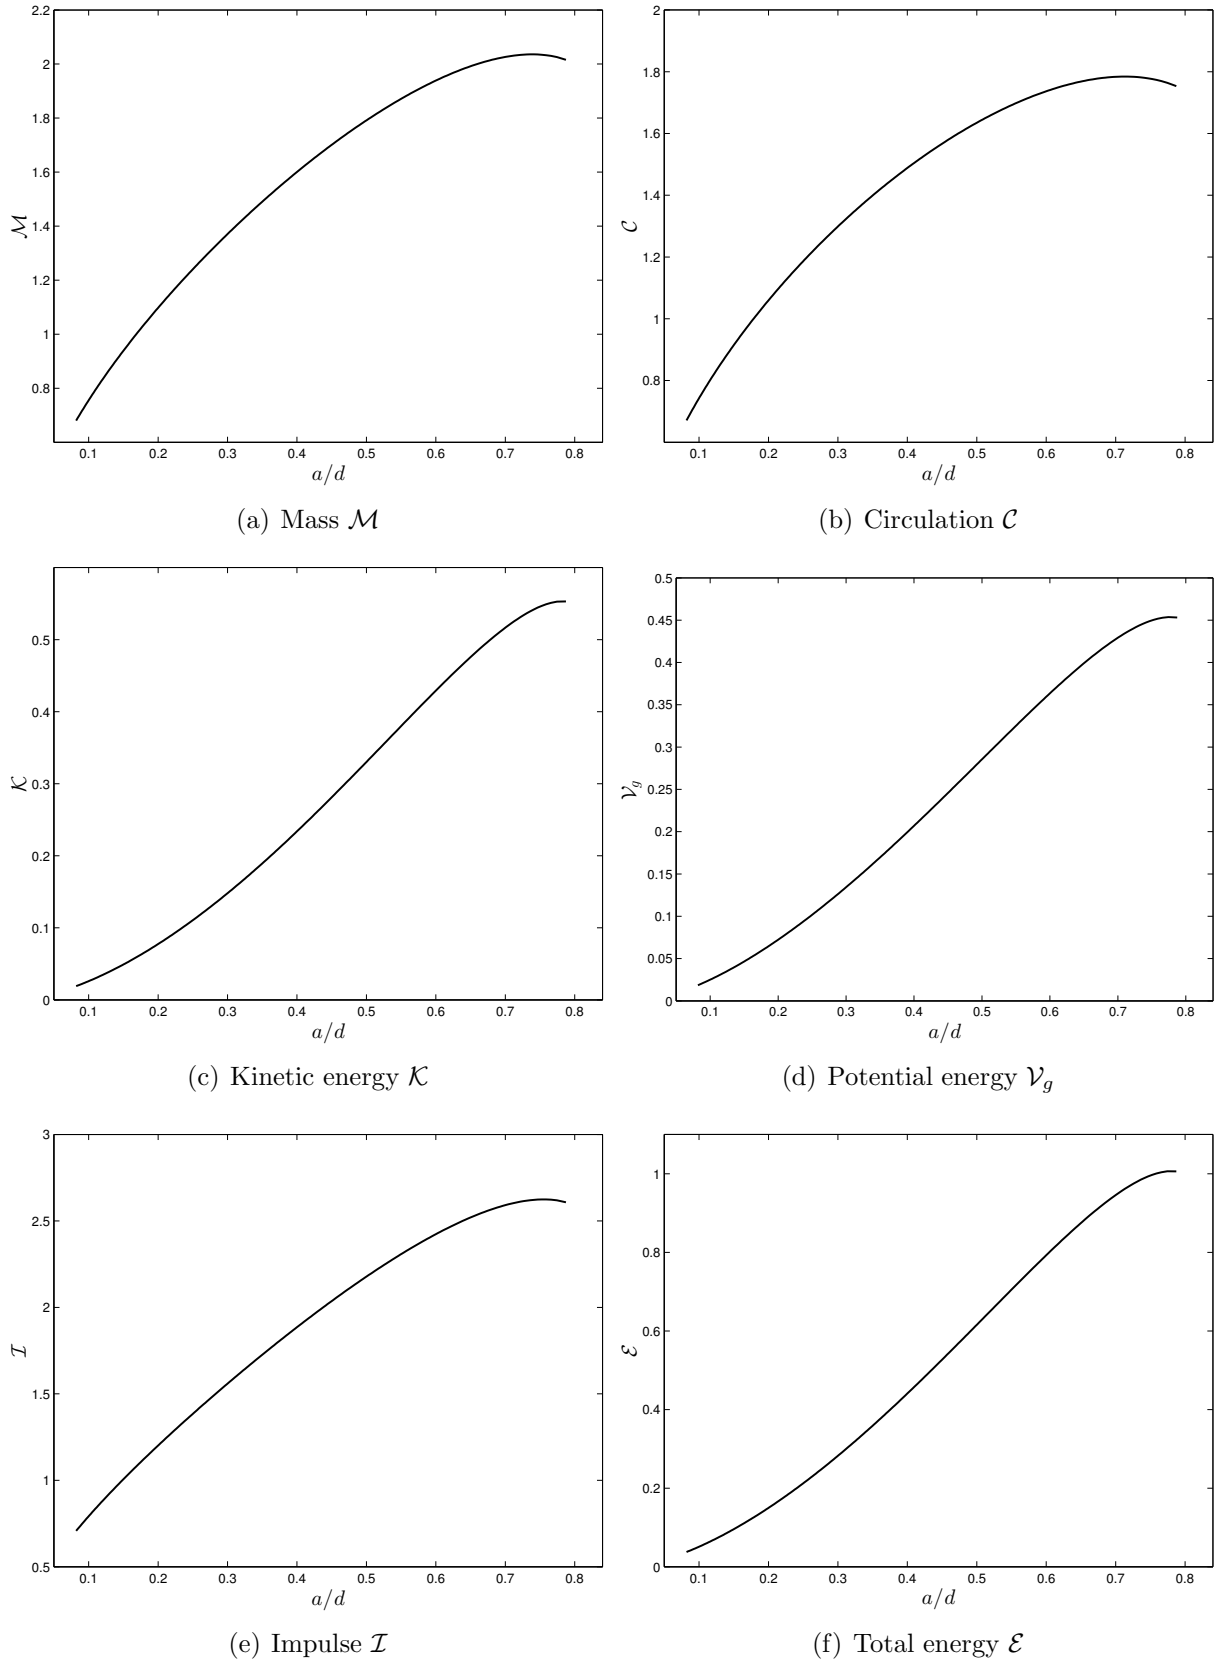 2.2
2
1.8
1.6
1.4
1.2
1
0.8
ℳ
0.1 0.2 0.3 0.4 0.5 0.6 0.7 0.8
a/d
(a) Mass ℳ
2
1.8
1.6
1.4
1.2
1
0.8
𝒞
0.1 0.2 0.3 0.4 0.5 0.6 0.7 0.8
a/d
(b) Circulation 𝒞
0.5
0.4
0.3
0.2
0.1
0
𝒦
0.1 0.2 0.3 0.4 0.5 0.6 0.7 0.8
a/d
(c) Kinetic energy 𝒦
0.5
0.45
0.4
0.35
0.3
0.25
0.2
0.15
0.1
0.05
0
𝒱g
0.1 0.2 0.3 0.4 0.5 0.6 0.7 0.8
a/d
(d) Potential energy 𝒱g
3
2.5
2
1.5
1
0.5
ℐ
0.1 0.2 0.3 0.4 0.5 0.6 0.7 0.8
a/d
(e) Impulse ℐ
1
0.8
0.6
0.4
0.2
0
ℰ
0.1 0.2 0.3 0.4 0.5 0.6 0.7 0.8
a/d
(f) Total energy ℰ